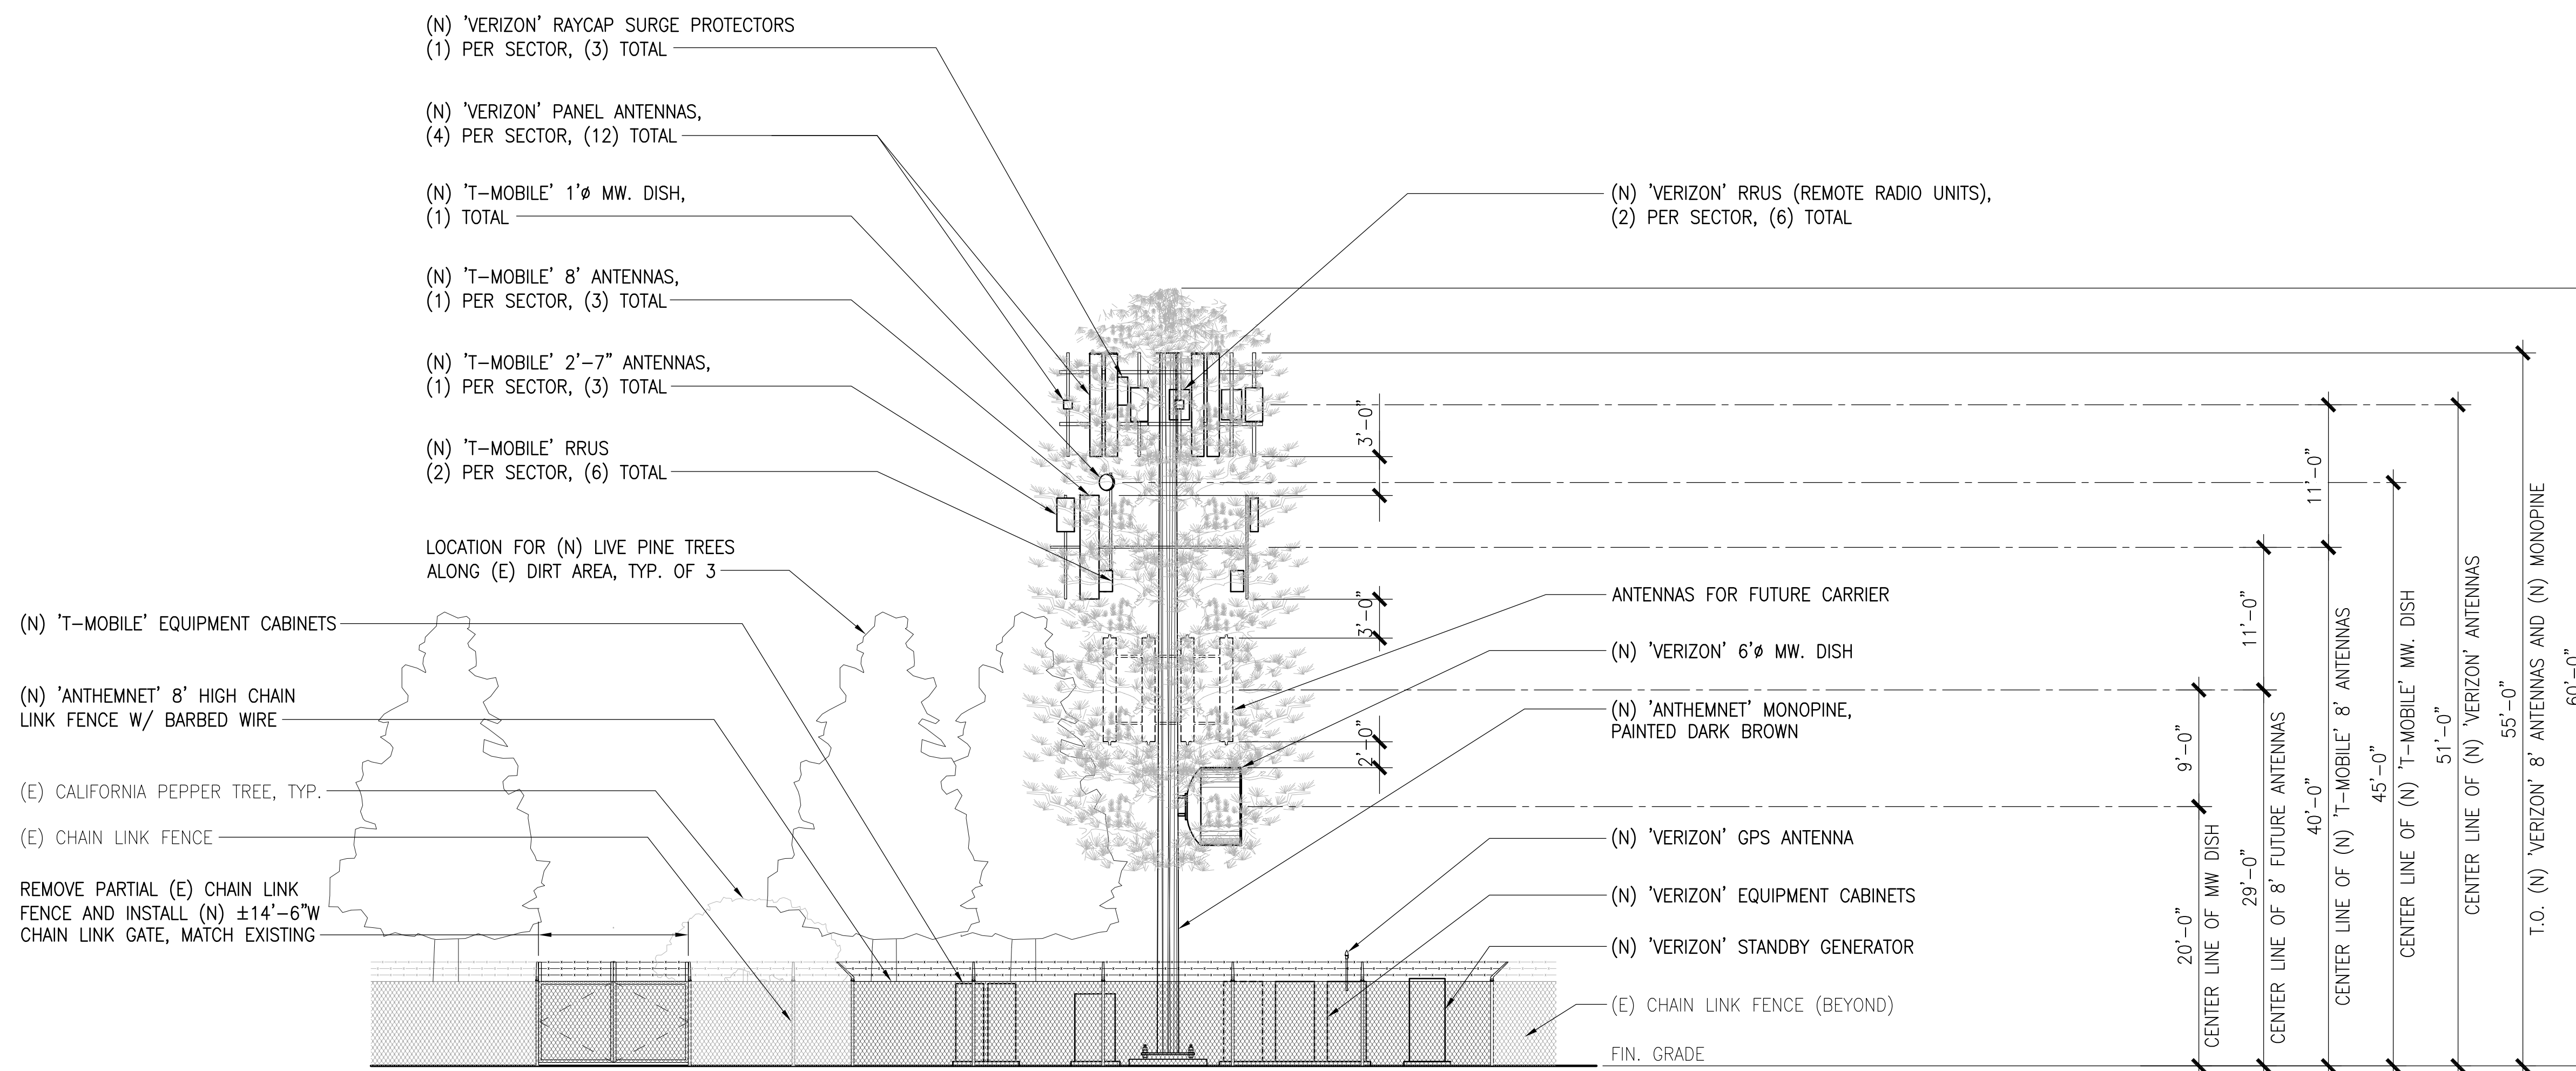 (N) 'VERIZON' RAYCAP SURGE PROTECTORS
(1) PER SECTOR, (3) TOTAL
(N) 'VERIZON' PANEL ANTENNAS,
(4) PER SECTOR, (12) TOTAL
(N) 'T-MOBILE' 1'ø MW. DISH,
(1) TOTAL
(N) 'T-MOBILE' 8' ANTENNAS,
(1) PER SECTOR, (3) TOTAL
(N) 'T-MOBILE' 2'-7" ANTENNAS,
(1) PER SECTOR, (3) TOTAL
(N) 'T-MOBILE' RRUS
(2) PER SECTOR, (6) TOTAL
LOCATION FOR (N) LIVE PINE TREES
ALONG (E) DIRT AREA, TYP. OF 3
(N) 'T-MOBILE' EQUIPMENT CABINETS
(N) 'ANTHEMNET' 8' HIGH CHAIN
LINK FENCE W/ BARBED WIRE
(E) CALIFORNIA PEPPER TREE, TYP.
(E) CHAIN LINK FENCE
REMOVE PARTIAL (E) CHAIN LINK
FENCE AND INSTALL (N) ±14'-6"W
CHAIN LINK GATE, MATCH EXISTING
(N) 'VERIZON' RRUS (REMOTE RADIO UNITS),
(2) PER SECTOR, (6) TOTAL
ANTENNAS FOR FUTURE CARRIER
(N) 'VERIZON' 6'ø MW. DISH
(N) 'ANTHEMNET' MONOPINE,
PAINTED DARK BROWN
(N) 'VERIZON' GPS ANTENNA
(N) 'VERIZON' EQUIPMENT CABINETS
(N) 'VERIZON' STANDBY GENERATOR
(E) CHAIN LINK FENCE (BEYOND)
FIN. GRADE
3'-0"
3'-0"
2'-0"
9'-0"
20'-0"
CENTER LINE OF MW DISH
11'-0"
29'-0"
CENTER LINE OF 8' FUTURE ANTENNAS
11'-0"
40'-0"
CENTER LINE OF (N) 'T-MOBILE' 8' ANTENNAS
45'-0"
CENTER LINE OF (N) 'T-MOBILE' MW. DISH
51'-0"
CENTER LINE OF (N) 'VERIZON' ANTENNAS
55'-0"
T.O. (N) 'VERIZON' 8' ANTENNAS AND (N) MONOPINE
60'-0"